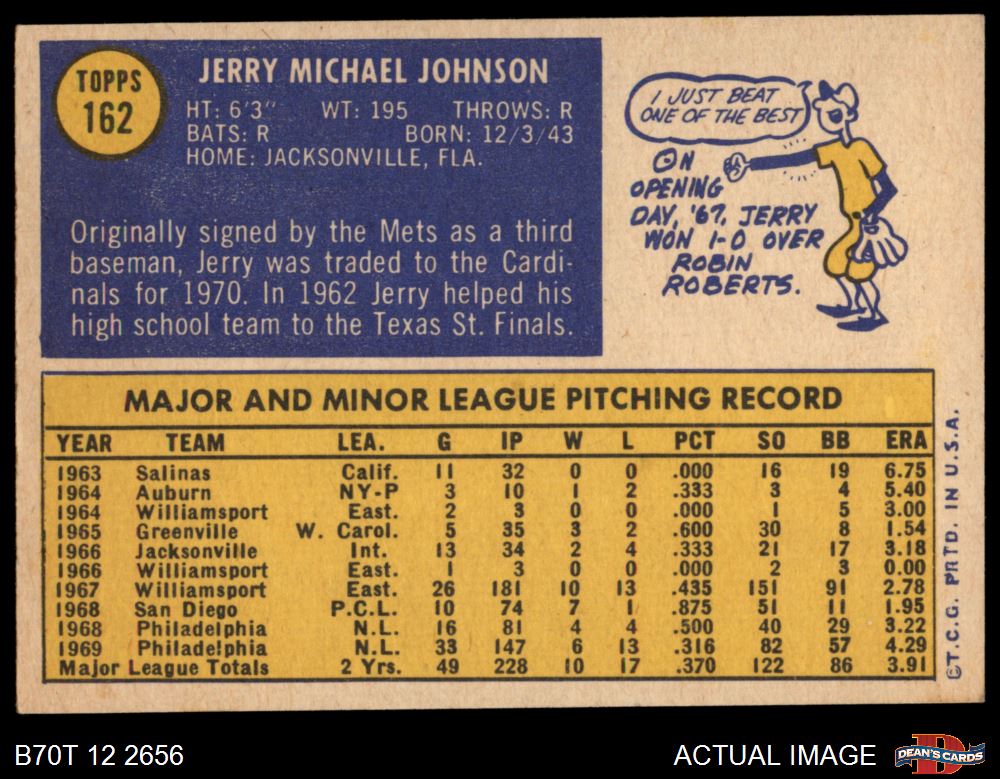 TOPPS
162
JERRY MICHAEL JOHNSON
HT: 6'3" WT: 195 THROWS: R
BATS: R BORN: 12/3/43
HOME: JACKSONVILLE, FLA.
Originally signed by the Mets as a third
baseman, Jerry was traded to the Cardi-
nals for 1970. In 1962 Jerry helped his
high school team to the Texas St. Finals.
I JUST BEAT
ONE OF THE BEST
ON
OPENING
DAY, '67, JERRY
WON 1-0 OVER
ROBIN
ROBERTS.
MAJOR AND MINOR LEAGUE PITCHING RECORD
YEAR TEAM LEA. G IP W L PCT SO BB ERA
1963 Salinas Calif. 11 32 0 0 .000 16 19 6.75
1964 Auburn NY-P 3 10 1 2 .333 3 4 5.40
1964 Williamsport East. 2 3 0 0 .000 1 5 3.00
1965 Greenville W. Carol. 5 35 3 2 .600 30 8 1.54
1966 Jacksonville Int. 13 34 2 4 .333 21 17 3.18
1966 Williamsport East. 1 3 0 0 .000 2 3 0.00
1967 Williamsport East. 26 181 10 13 .435 151 91 2.78
1968 San Diego P.C.L. 10 74 7 1 .875 51 11 1.95
1968 Philadelphia N.L. 16 81 4 4 .500 40 29 3.22
1969 Philadelphia N.L. 33 147 6 13 .316 82 57 4.29
Major League Totals 2 Yrs. 49 228 10 17 .370 122 86 3.91
©T.C.G. PRTD. IN U.S.A.
B70T 12 2656
ACTUAL IMAGE
DEAN'S CARDS